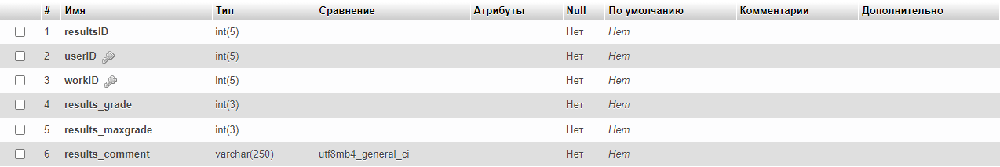 # Имя Тип Сравнение Атрибуты Null По умолчанию Комментарии Дополнительно
1 resultsID int(5) Нет Нет
2 userID int(5) Нет Нет
3 workID int(5) Нет Нет
4 results_grade int(3) Нет Нет
5 results_maxgrade int(3) Нет Нет
6 results_comment varchar(250) utf8mb4_general_ci Нет Нет